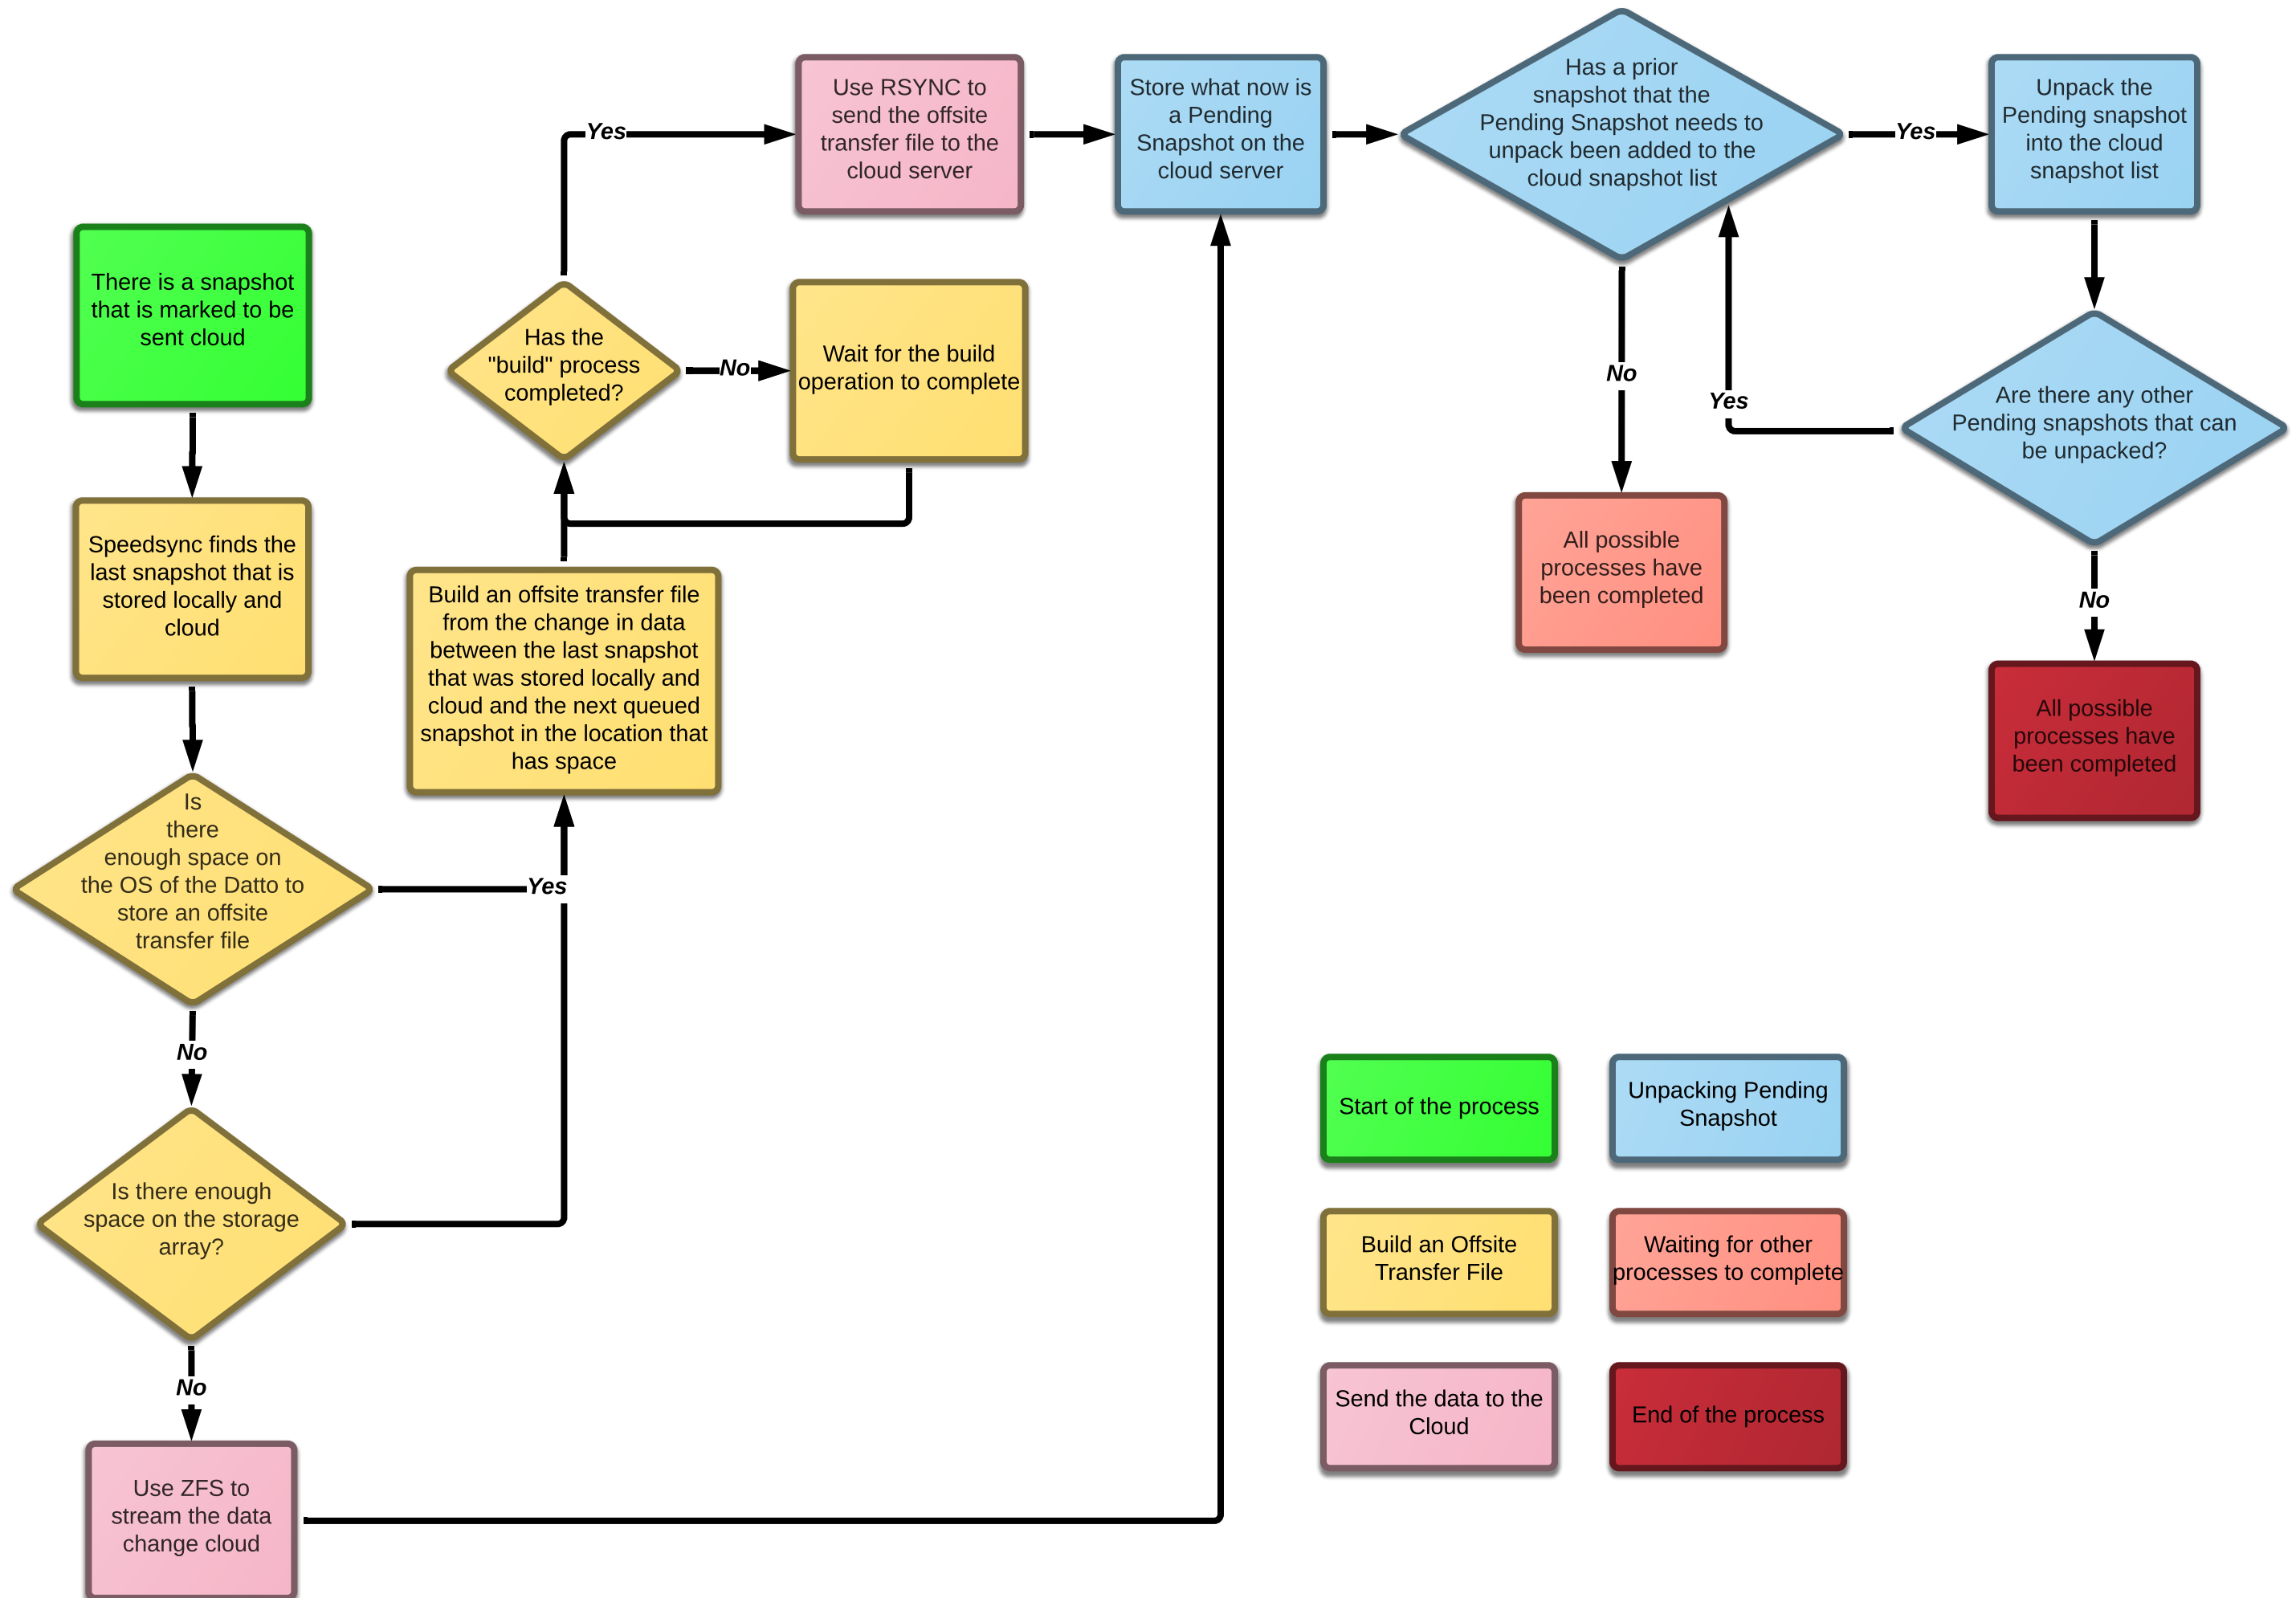 There is a snapshot
that is marked to be
sent cloud
Speedsync finds the
last snapshot that is
stored locally and
cloud
Is
there
enough space on
the OS of the Datto to
store an offsite
transfer file
No
Is there enough
space on the storage
array?
No
Use ZFS to
stream the data
change cloud
Yes
Build an offsite transfer file
from the change in data
between the last snapshot
that was stored locally and
cloud and the next queued
snapshot in the location that
has space
Has the
"build" process
completed?
No
Wait for the build
operation to complete
Yes
Use RSYNC to
send the offsite
transfer file to the
cloud server
Store what now is
a Pending
Snapshot on the
cloud server
Has a prior
snapshot that the
Pending Snapshot needs to
unpack been added to the
cloud snapshot list
No
All possible
processes have
been completed
Yes
Unpack the
Pending snapshot
into the cloud
snapshot list
Are there any other
Pending snapshots that can
be unpacked?
Yes
No
All possible
processes have
been completed
Start of the process
Unpacking Pending
Snapshot
Build an Offsite
Transfer File
Waiting for other
processes to complete
Send the data to the
Cloud
End of the process